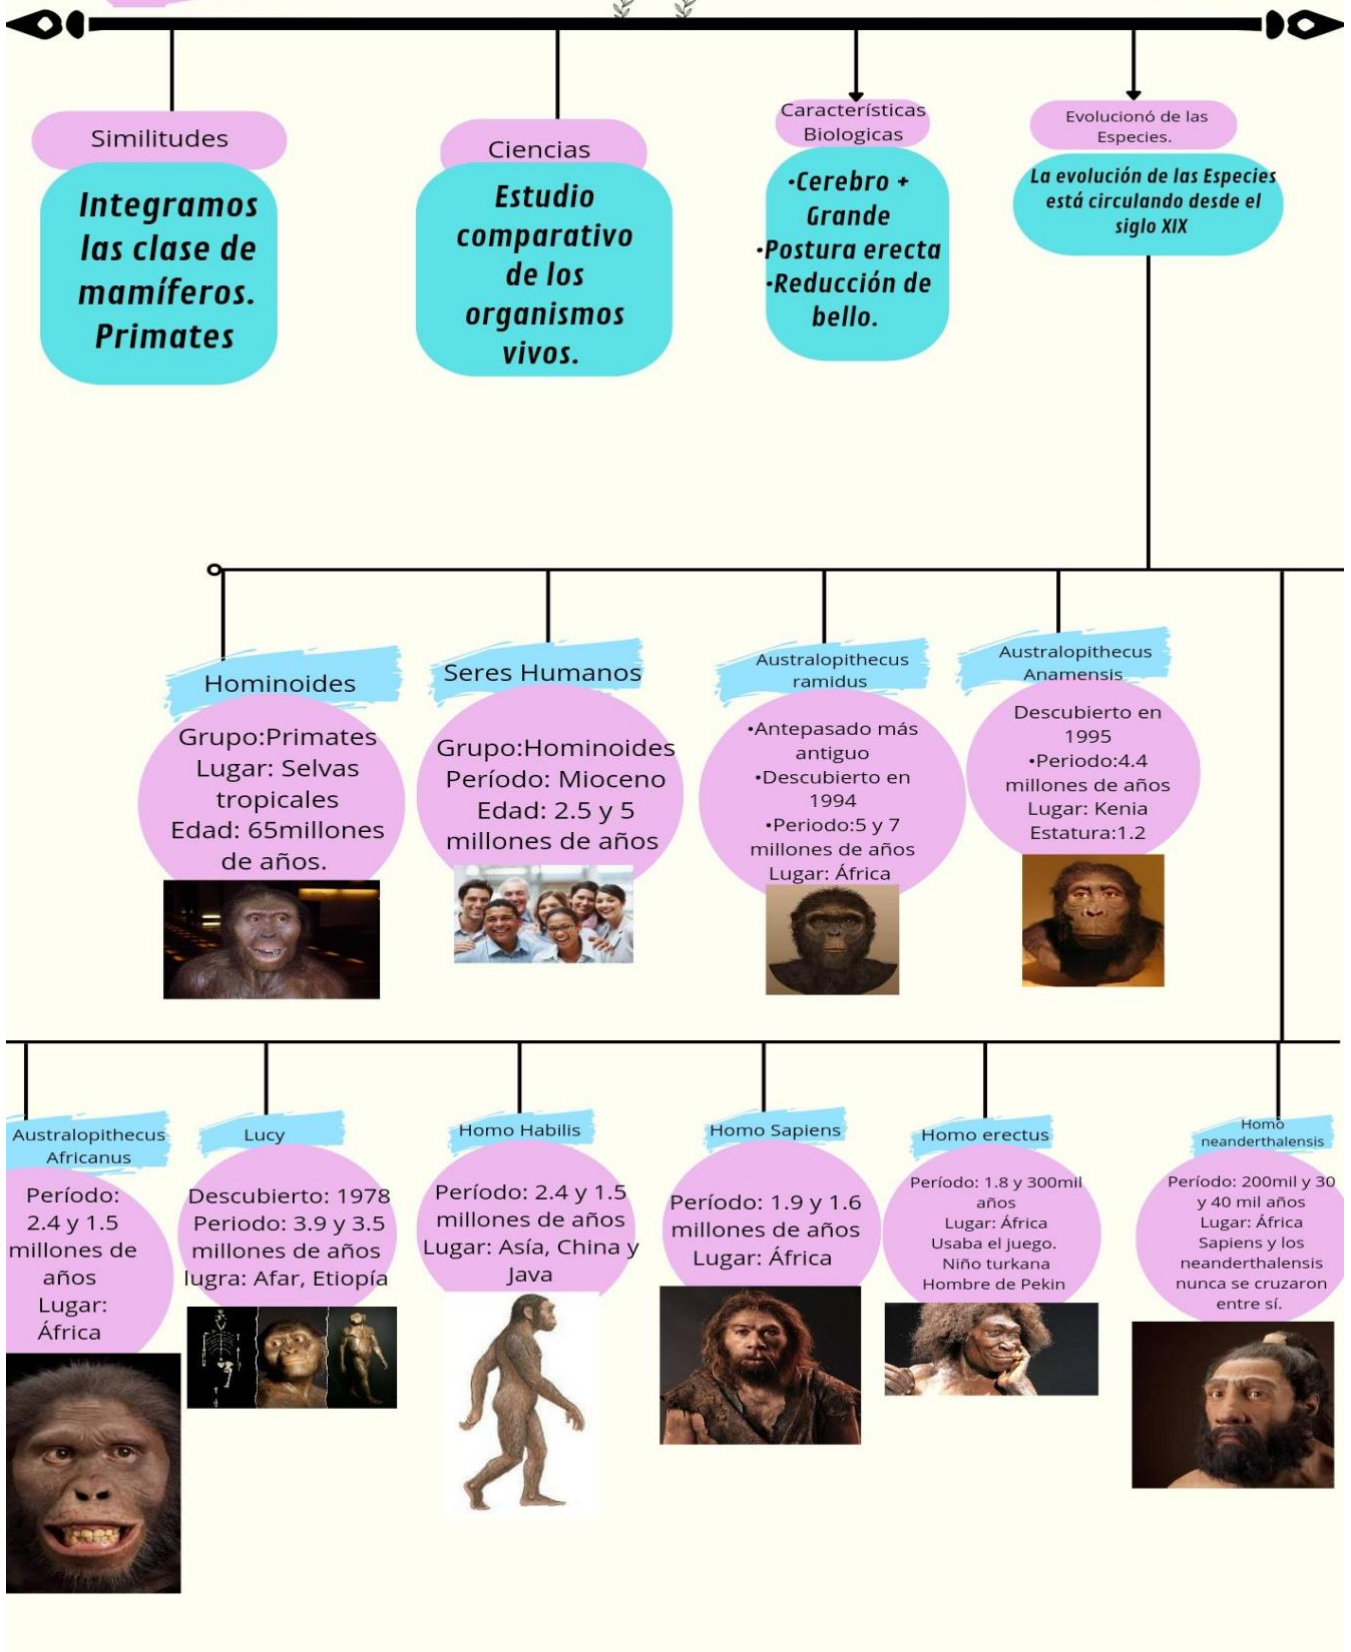 Similitudes
Integramos
las clase de
mamíferos.
Primates
Ciencias
Estudio
comparativo
de los
organismos
vivos.
Características
Biologicas
•Cerebro +
Grande
•Postura erecta
•Reducción de
bello.
Evolucionó de las
Especies.
La evolución de las Especies
está circulando desde el
siglo XIX
Hominoides
Grupo:Primates
Lugar: Selvas
tropicales
Edad: 65millones
de años.
Seres Humanos
Grupo:Hominoides
Período: Mioceno
Edad: 2.5 y 5
millones de años
Australopithecus
ramidus
•Antepasado más
antiguo
•Descubierto en
1994
•Periodo:5 y 7
millones de años
Lugar: África
Australopithecus
Anamensis
Descubierto en
1995
•Periodo:4.4
millones de años
Lugar: Kenia
Estatura:1.2
Australopithecus
Africanus
Período:
2.4 y 1.5
millones de
años
Lugar:
África
Lucy
Descubierto: 1978
Periodo: 3.9 y 3.5
millones de años
lugra: Afar, Etiopía
Homo Habilis
Período: 2.4 y 1.5
millones de años
Lugar: Asía, China y
Java
Homo Sapiens
Período: 1.9 y 1.6
millones de años
Lugar: África
Homo erectus
Período: 1.8 y 300mil
años
Lugar: África
Usaba el juego.
Niño turkana
Hombre de Pekin
Homo
neanderthalensis
Período: 200mil y 30
y 40 mil años
Lugar: África
Sapiens y los
neanderthalensis
nunca se cruzaron
entre sí.